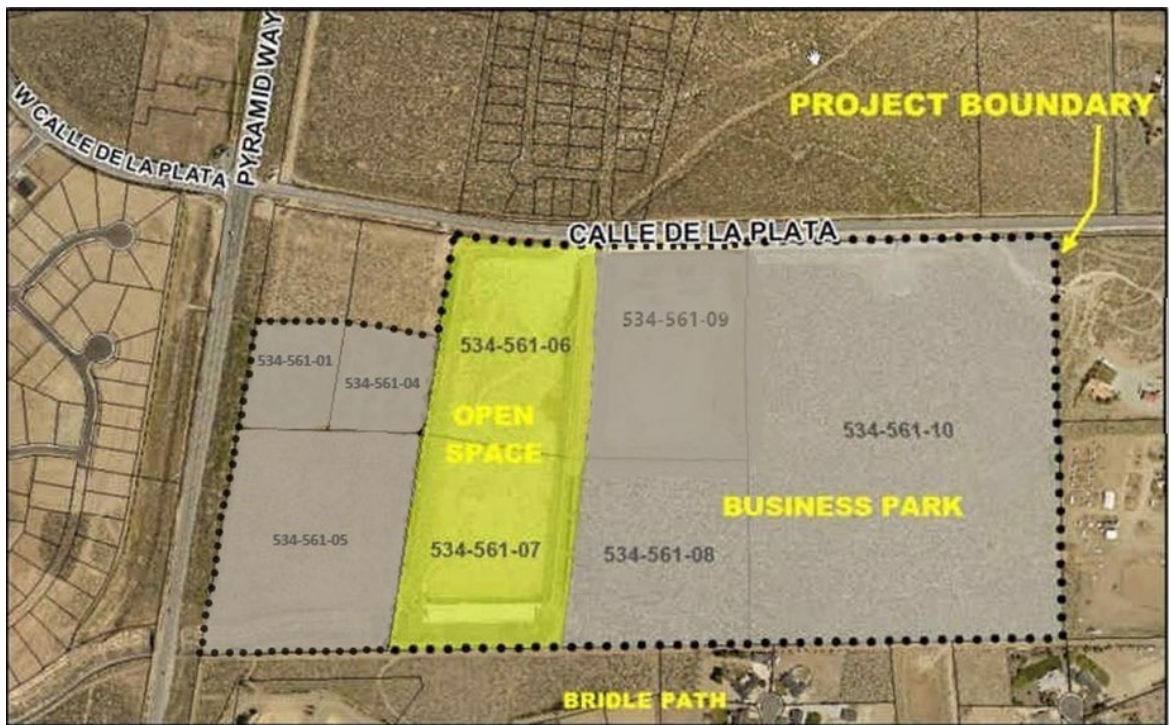 PYRAMID WAY
W CALLE DE LA PLATA
PROJECT BOUNDARY
CALLE DE LA PLATA
534-561-09
534-561-06
534-561-01
534-561-04
OPEN
SPACE
534-561-10
BUSINESS PARK
534-561-05
534-561-07
534-561-08
BRIDLE PATH